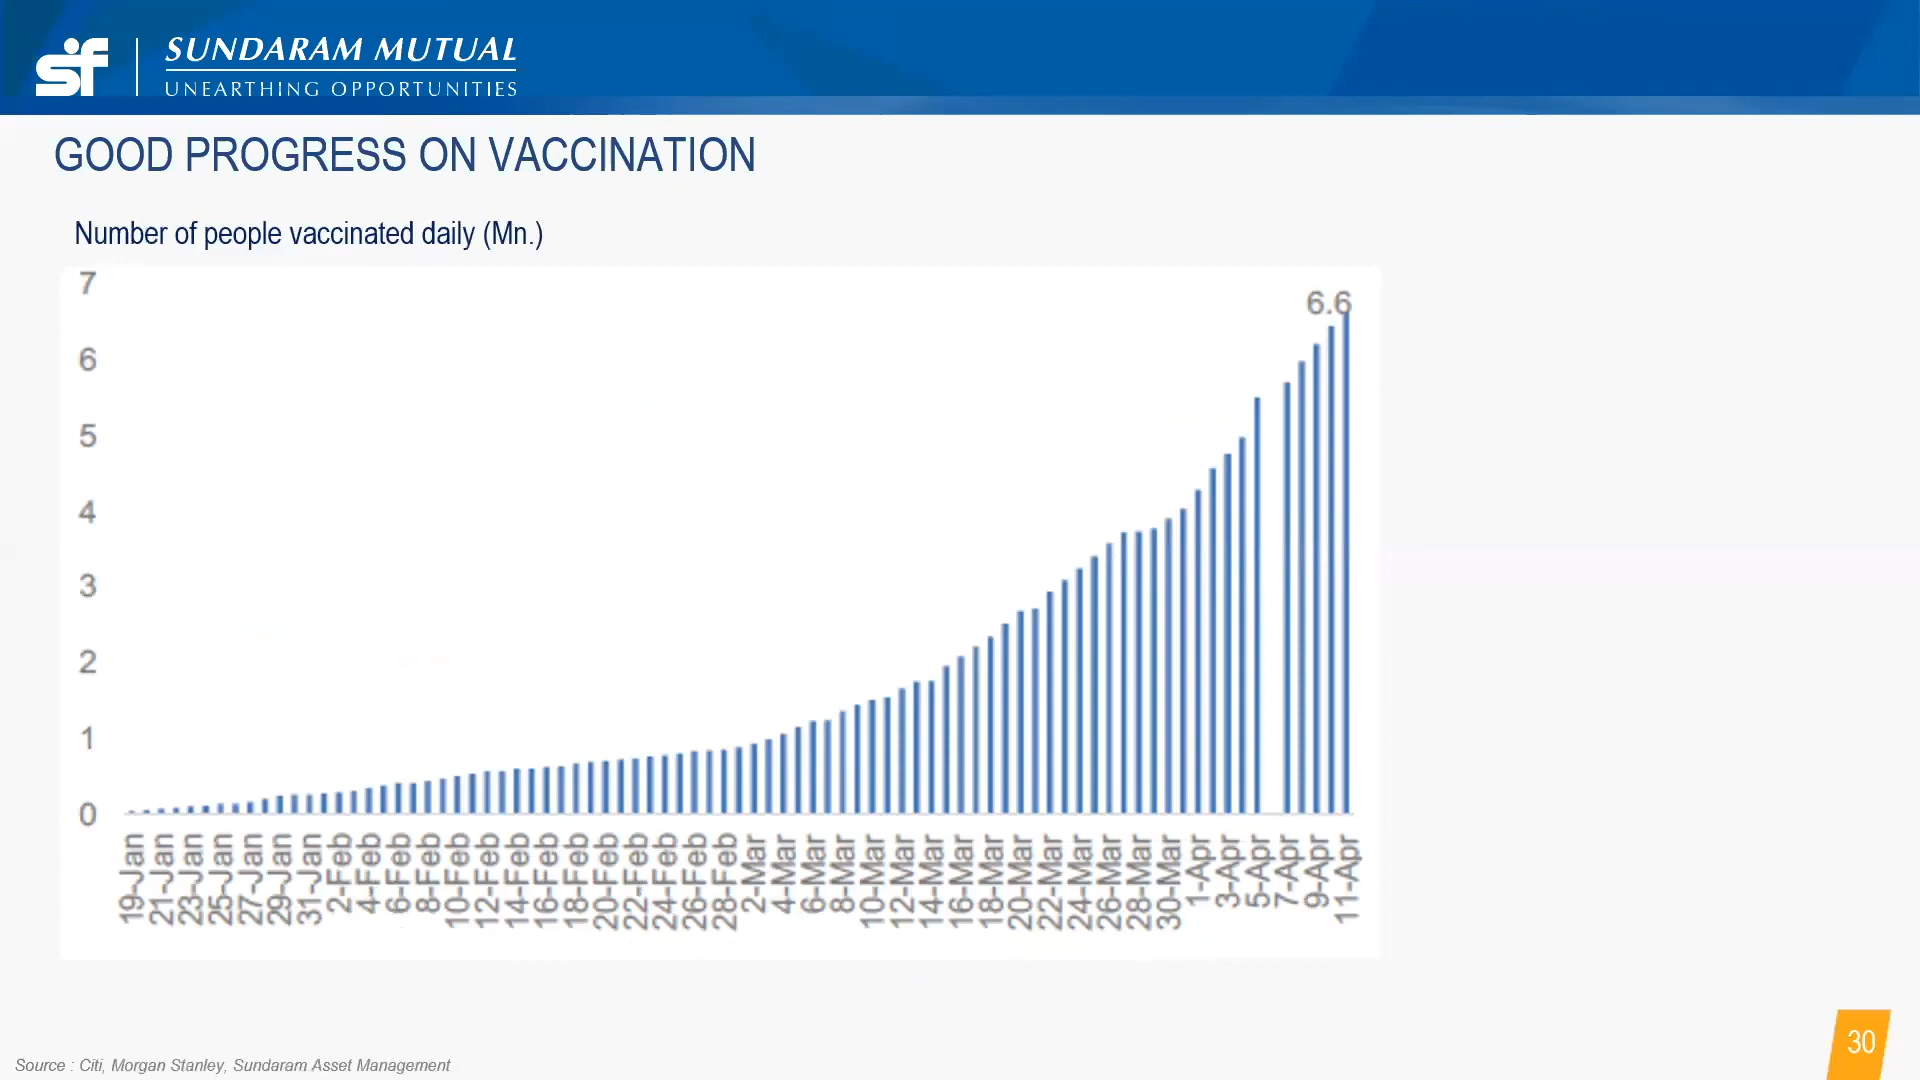 sf
SUNDARAM MUTUAL
UNEARTHING OPPORTUNITIES
GOOD PROGRESS ON VACCINATION
Number of people vaccinated daily (Mn.)
7
6.6
6
5
4
3
2
1
0
19-Jan 21-Jan 23-Jan 25-Jan 27-Jan 29-Jan 31-Jan 2-Feb 4-Feb 6-Feb 8-Feb 10-Feb 12-Feb 14-Feb 16-Feb 18-Feb 20-Feb 22-Feb 24-Feb 26-Feb 28-Feb 2-Mar 4-Mar 6-Mar 8-Mar 10-Mar 12-Mar 14-Mar 16-Mar 18-Mar 20-Mar 22-Mar 24-Mar 26-Mar 28-Mar 30-Mar 1-Apr 3-Apr 5-Apr 7-Apr 9-Apr 11-Apr
30
Source : Citi, Morgan Stanley, Sundaram Asset Management